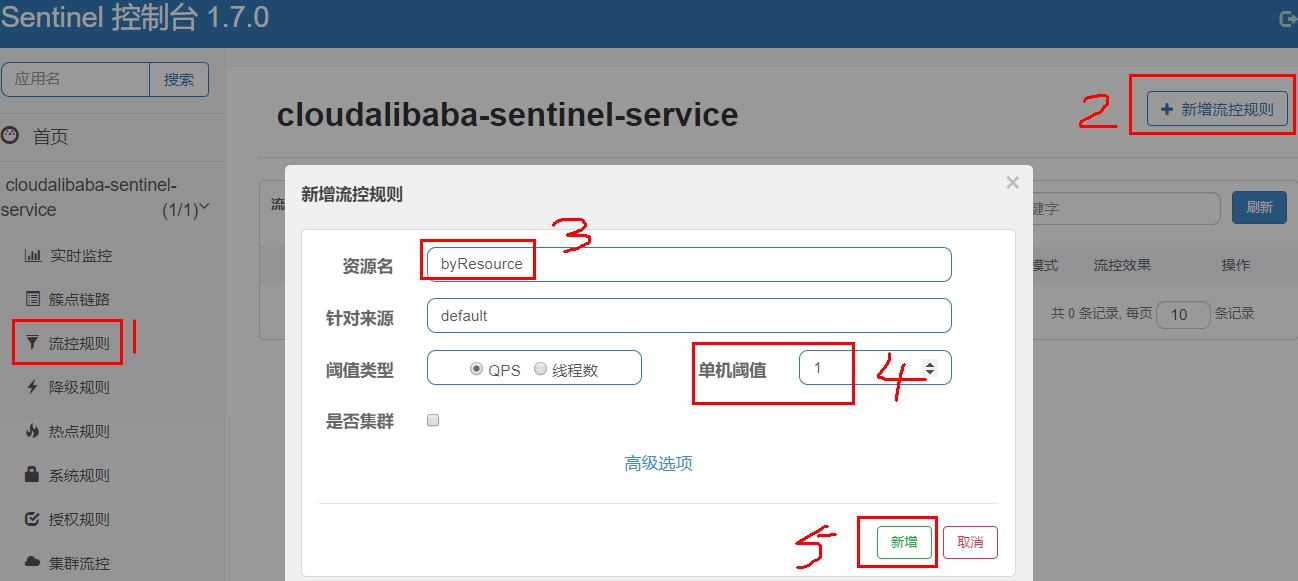 Sentinel 控制台 1.7.0
应用名 搜索
首页
cloudalibaba-sentinel-
service (1/1)
实时监控
簇点链路
流控规则 1
降级规则
热点规则
系统规则
授权规则
集群流控
cloudalibaba-sentinel-service
2 + 新增流控规则
流
键字 刷新
模式 流控效果 操作
共 0 条记录, 每页 10 条记录
新增流控规则 ×
3
资源名 byResource
针对来源 default
阈值类型 QPS 线程数 单机阈值 1 4
是否集群
高级选项
5 新增 取消